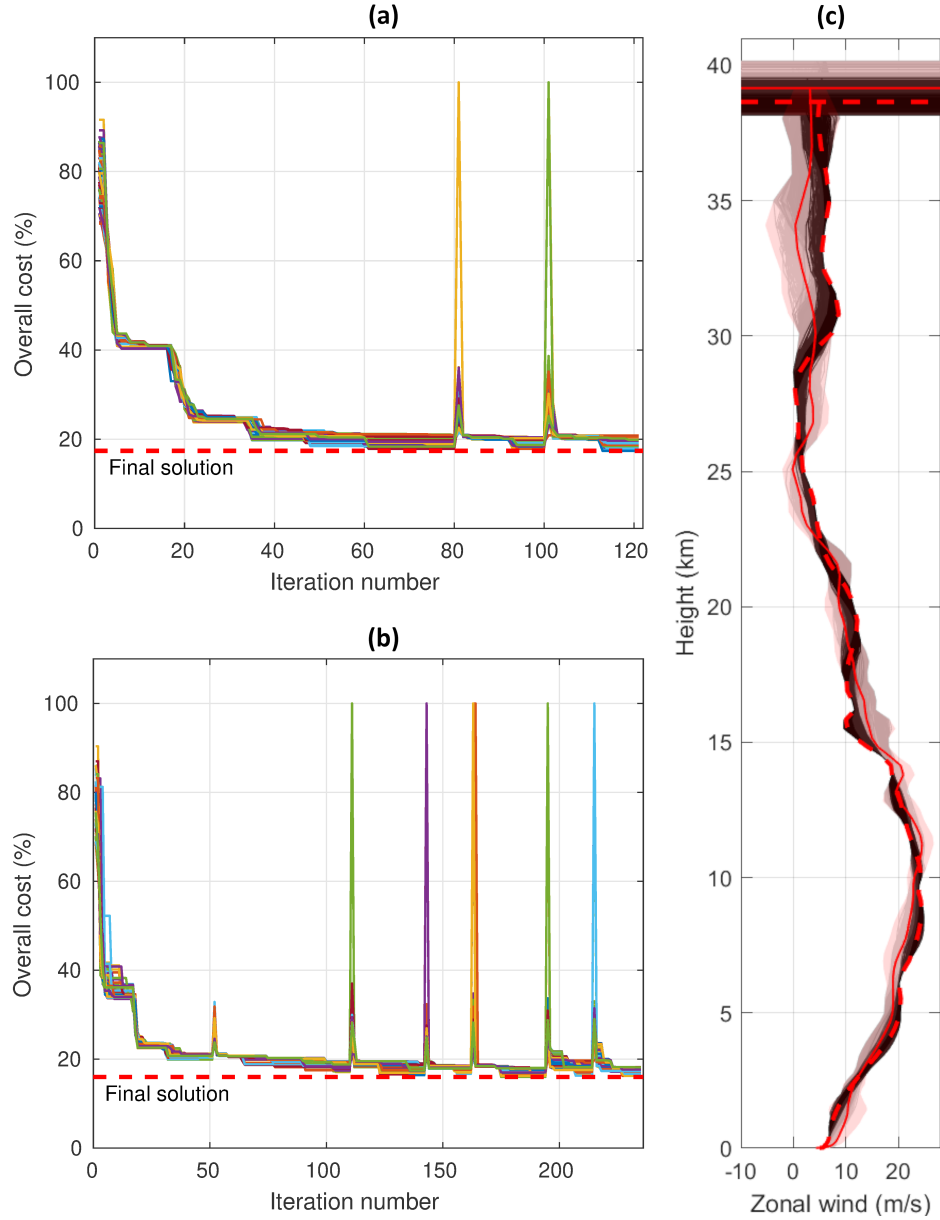 (a)
Overall cost (%)
100
80
60
40
20
0
Final solution
0 20 40 60 80 100 120
Iteration number
(b)
Overall cost (%)
100
80
60
40
20
0
Final solution
0 50 100 150 200
Iteration number
(c)
Height (km)
40
35
30
25
20
15
10
5
0
-10 0 10 20
Zonal wind (m/s)